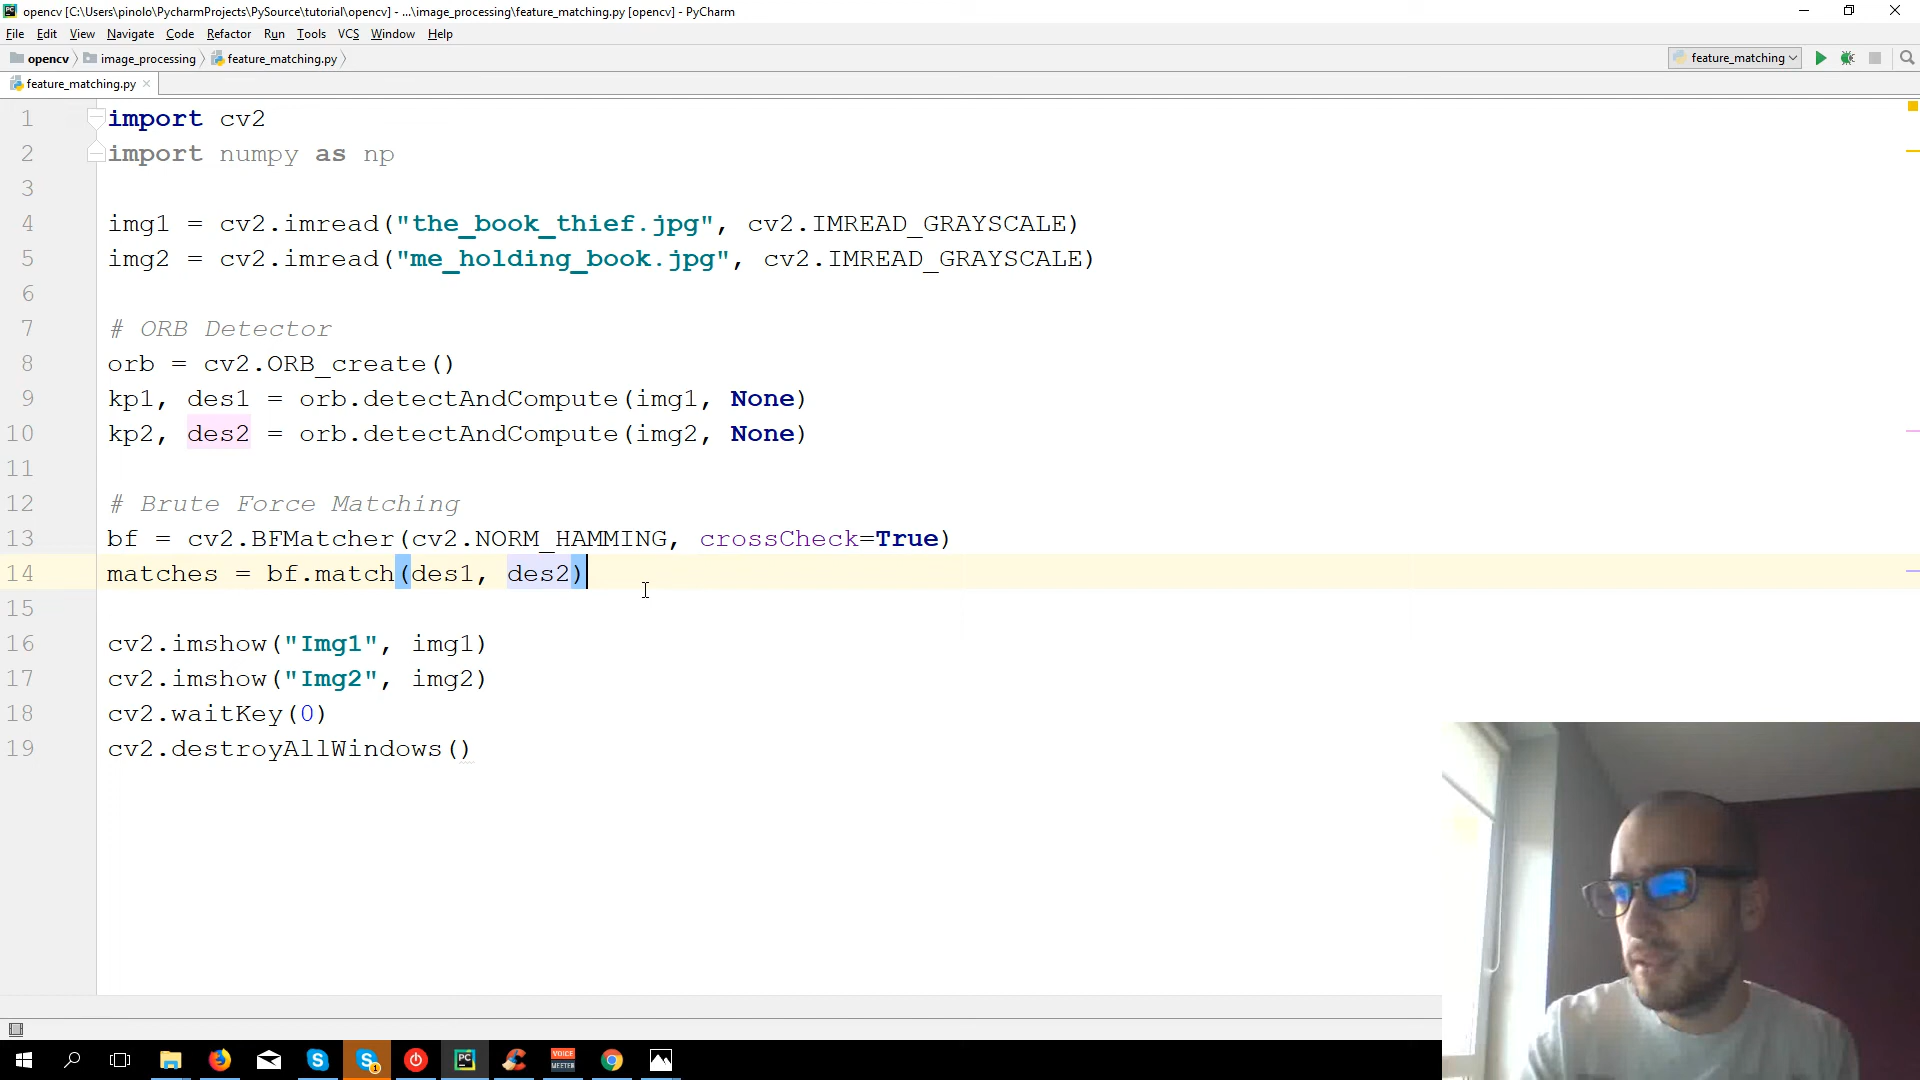 opencv [C:\Users\pinolo\PycharmProjects\PySource\tutorial\opencv] - ...\image_processing\feature_matching.py [opencv] - PyCharm
File Edit View Navigate Code Refactor Run Tools VCS Window Help
opencv image_processing feature_matching.py feature_matching
feature_matching.py
1 import cv2
2 import numpy as np
3
4 img1 = cv2.imread("the_book_thief.jpg", cv2.IMREAD_GRAYSCALE)
5 img2 = cv2.imread("me_holding_book.jpg", cv2.IMREAD_GRAYSCALE)
6
7 # ORB Detector
8 orb = cv2.ORB_create()
9 kp1, des1 = orb.detectAndCompute(img1, None)
10 kp2, des2 = orb.detectAndCompute(img2, None)
11
12 # Brute Force Matching
13 bf = cv2.BFMatcher(cv2.NORM_HAMMING, crossCheck=True)
14 matches = bf.match(des1, des2)
15
16 cv2.imshow("Img1", img1)
17 cv2.imshow("Img2", img2)
18 cv2.waitKey(0)
19 cv2.destroyAllWindows()
PC
VOICE
MEETER
1